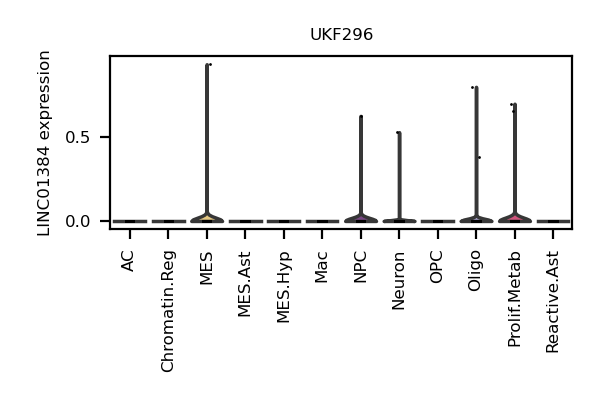 UKF296
LINC01384 expression
0.5
0.0
AC
Chromatin.Reg
MES
MES.Ast
MES.Hyp
Mac
NPC
Neuron
OPC
Oligo
Prolif.Metab
Reactive.Ast